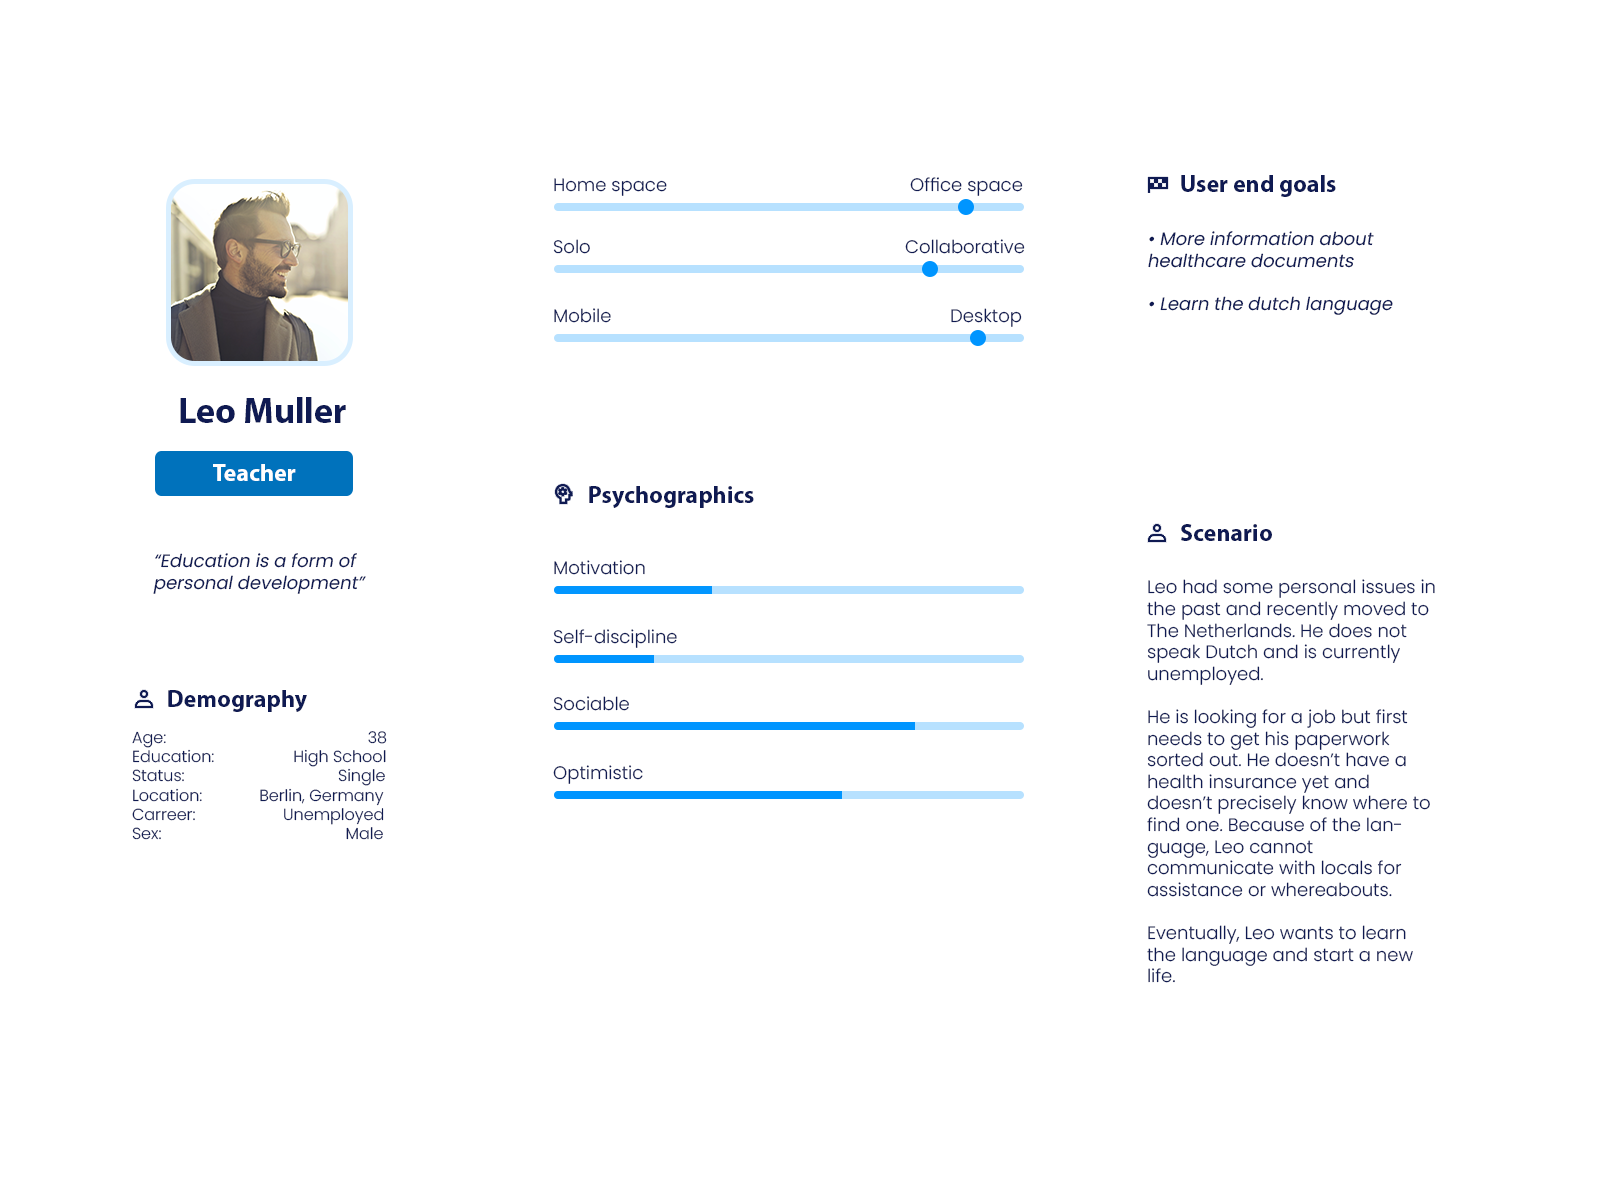 Leo Muller
Teacher
“Education is a form of
personal development”
Demography
Age: 38
Education: High School
Status: Single
Location: Berlin, Germany
Carreer: Unemployed
Sex: Male
Home space Office space
Solo Collaborative
Mobile Desktop
Psychographics
Motivation
Self-discipline
Sociable
Optimistic
User end goals
• More information about
healthcare documents
• Learn the dutch language
Scenario
Leo had some personal issues in
the past and recently moved to
The Netherlands. He does not
speak Dutch and is currently
unemployed.
He is looking for a job but first
needs to get his paperwork
sorted out. He doesn’t have a
health insurance yet and
doesn’t precisely know where to
find one. Because of the lan-
guage, Leo cannot
communicate with locals for
assistance or whereabouts.
Eventually, Leo wants to learn
the language and start a new
life.